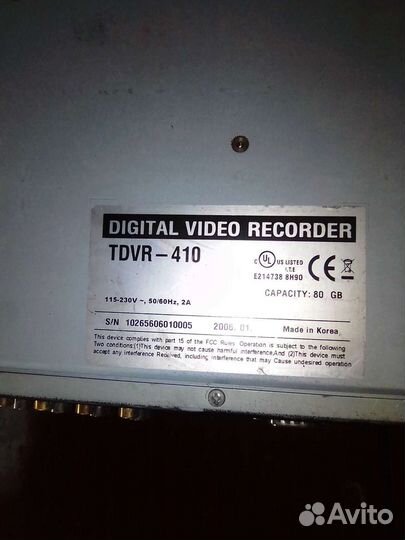 DIGITAL VIDEO RECORDER
TDVR-410
C UL US LISTED
I.T.E
E214738 8H90
CE
CAPACITY: 80 GB
115-230V ~, 50/60Hz, 2A
S/N 10265606010005 2006. 01. Made in Korea
This device complies with part 15 of the FCC Rules Operation is subject to the following
Two conditions:(1)This device may not cause harmful interference.And (2)This device must
accept any interference Received, including interference that may Cause undesired operation
Avito